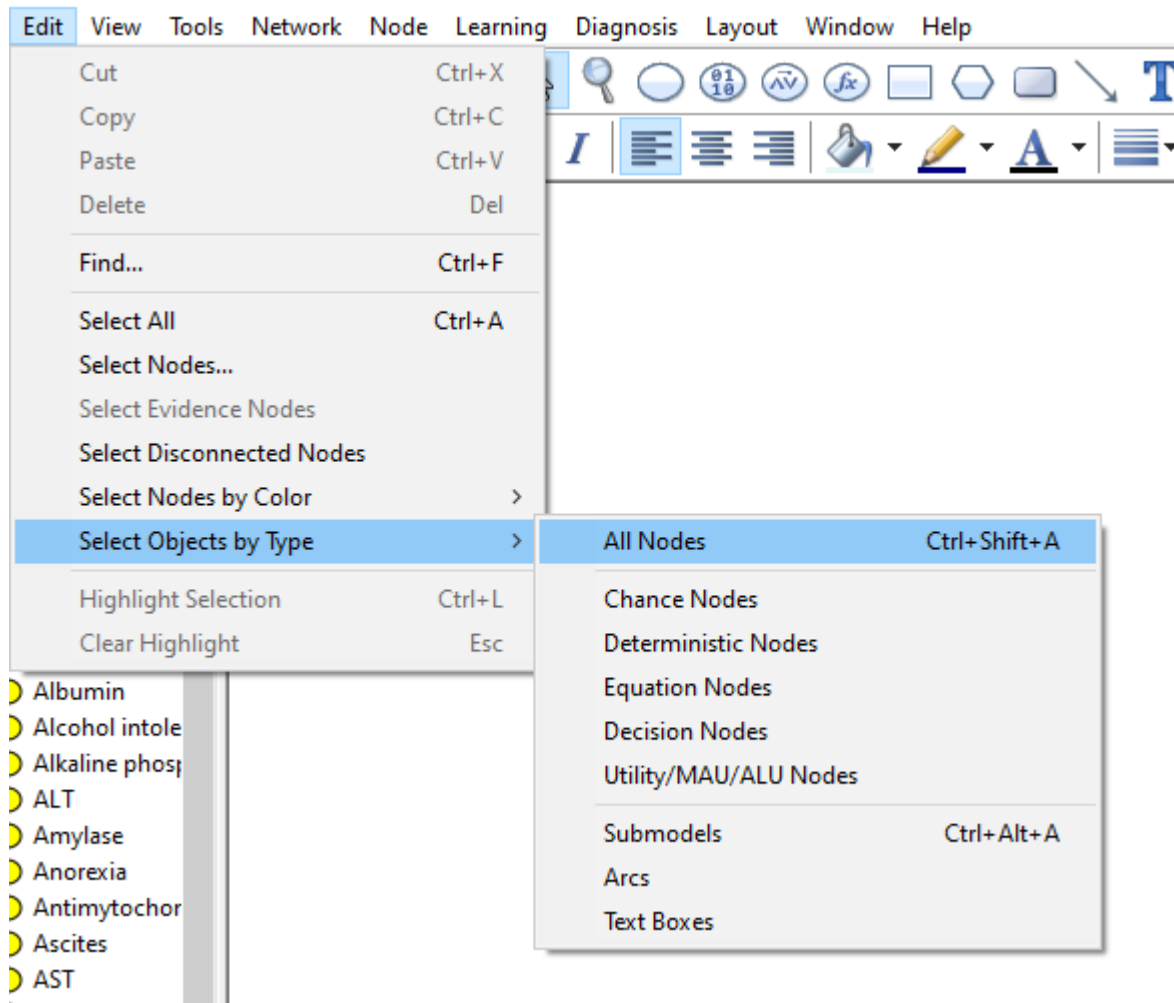 Edit View Tools Network Node Learning Diagnosis Layout Window Help
Cut Ctrl+X
Copy Ctrl+C
Paste Ctrl+V
Delete Del
Find... Ctrl+F
Select All Ctrl+A
Select Nodes...
Select Evidence Nodes
Select Disconnected Nodes
Select Nodes by Color
Select Objects by Type
Highlight Selection Ctrl+L
Clear Highlight Esc
All Nodes Ctrl+Shift+A
Chance Nodes
Deterministic Nodes
Equation Nodes
Decision Nodes
Utility/MAU/ALU Nodes
Submodels Ctrl+Alt+A
Arcs
Text Boxes
01
10
fx
T
I
A
Albumin
Alcohol intole
Alkaline phos
ALT
Amylase
Anorexia
Antimytochor
Ascites
AST